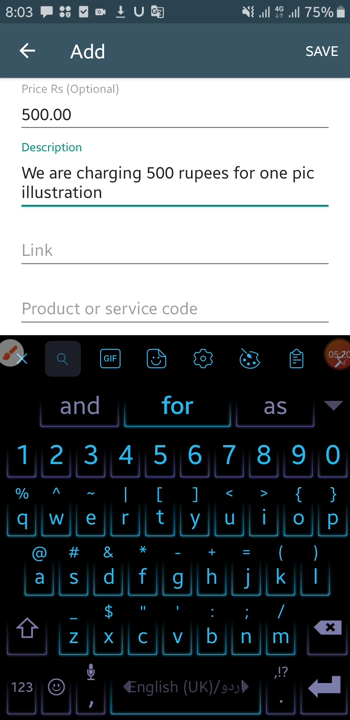 8:03 4G 75%
Add SAVE
Price Rs (Optional)
500.00
Description
We are charging 500 rupees for one pic
illustration
Link
Product or service code
GIF
and for as
1 2 3 4 5 6 7 8 9 0
% ^ ~ | [ ] < > { }
q w e r t y u i o p
@ # & * - + = ( )
a s d f g h j k l
_ $ " ' : ; /
z x c v b n m
123 , English (UK)/اردو ,!? .